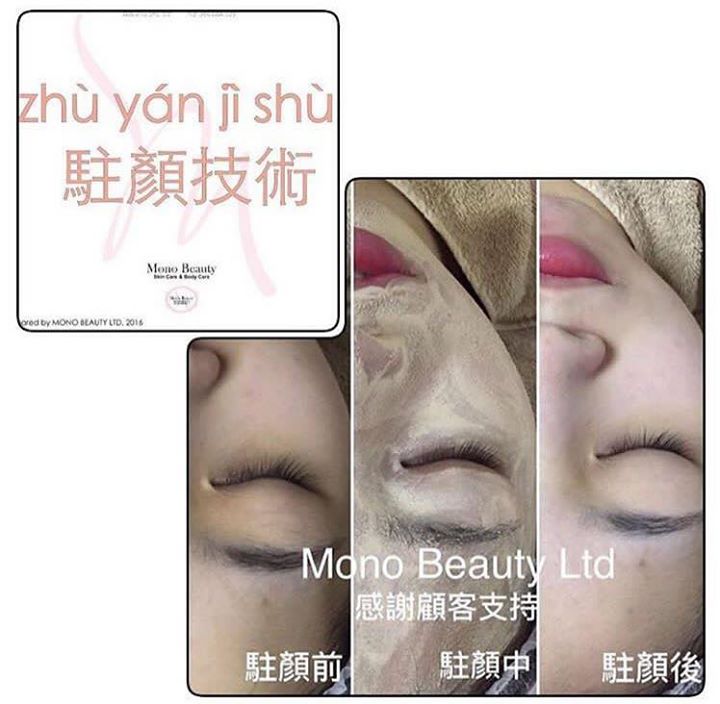 zhù yán jì shù
駐顏技術
Mono Beauty
Skin Care & Body Care
ared by MONO BEAUTY LTD, 2016
Mono Beauty Ltd
感謝顧客支持
駐顏前
駐顏中
駐顏後